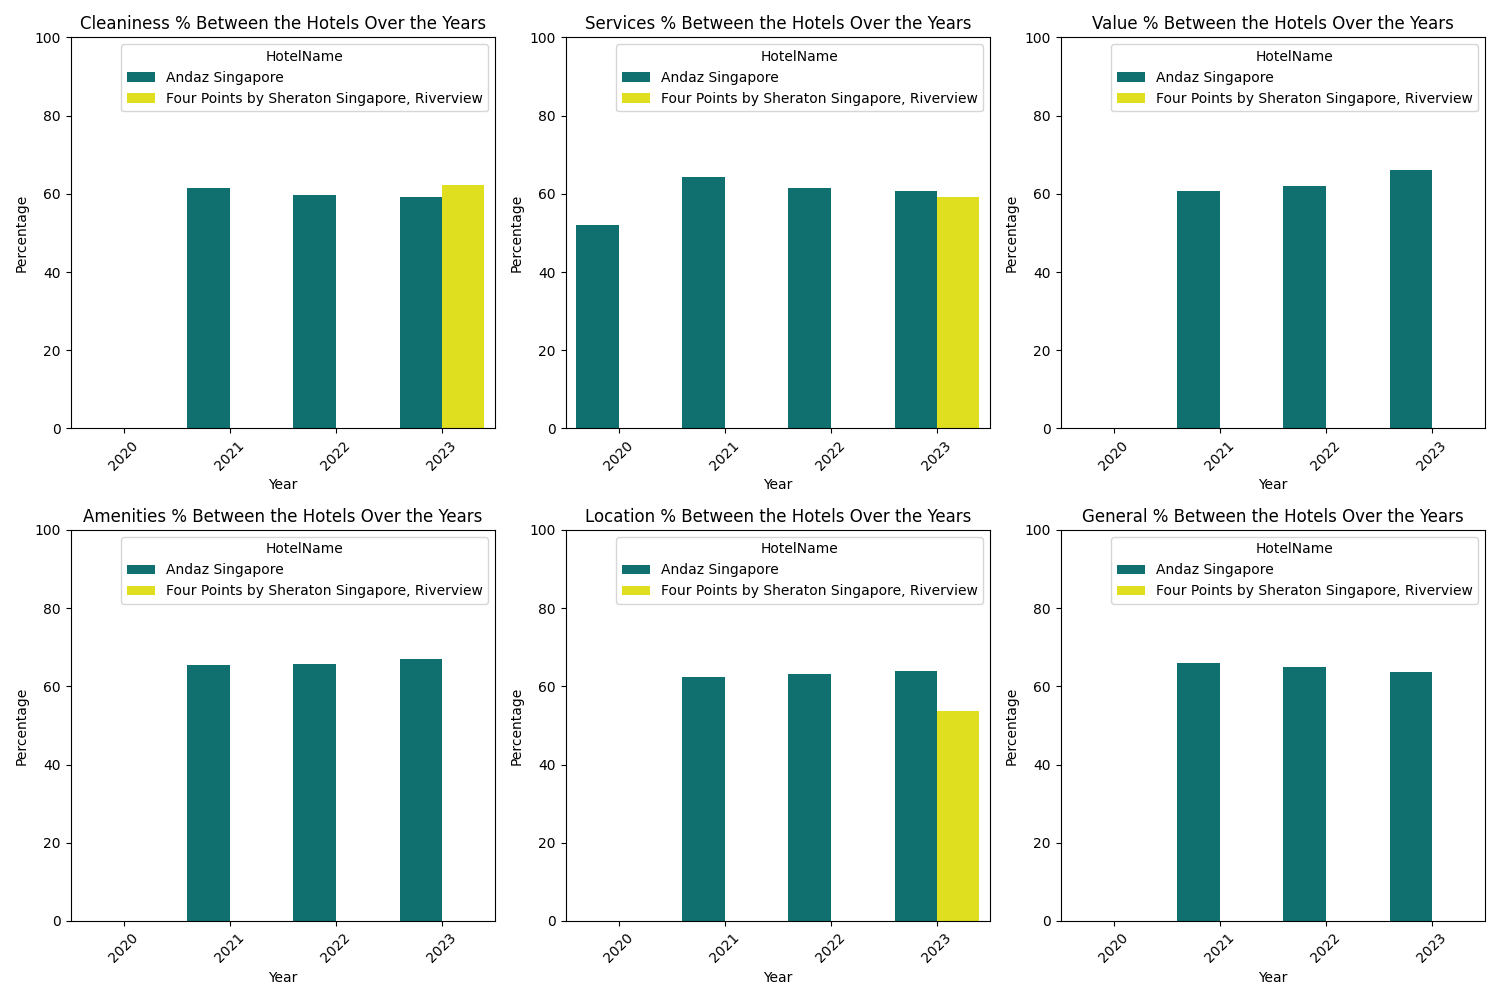 Cleaniness % Between the Hotels Over the Years
100
80
60
40
20
0
Percentage
HotelName
Andaz Singapore
Four Points by Sheraton Singapore, Riverview
2020
2021
2022
2023
Year
Services % Between the Hotels Over the Years
100
80
60
40
20
0
Percentage
HotelName
Andaz Singapore
Four Points by Sheraton Singapore, Riverview
2020
2021
2022
2023
Year
Value % Between the Hotels Over the Years
100
80
60
40
20
0
Percentage
HotelName
Andaz Singapore
Four Points by Sheraton Singapore, Riverview
2020
2021
2022
2023
Year
Amenities % Between the Hotels Over the Years
100
80
60
40
20
0
Percentage
HotelName
Andaz Singapore
Four Points by Sheraton Singapore, Riverview
2020
2021
2022
2023
Year
Location % Between the Hotels Over the Years
100
80
60
40
20
0
Percentage
HotelName
Andaz Singapore
Four Points by Sheraton Singapore, Riverview
2020
2021
2022
2023
Year
General % Between the Hotels Over the Years
100
80
60
40
20
0
Percentage
HotelName
Andaz Singapore
Four Points by Sheraton Singapore, Riverview
2020
2021
2022
2023
Year